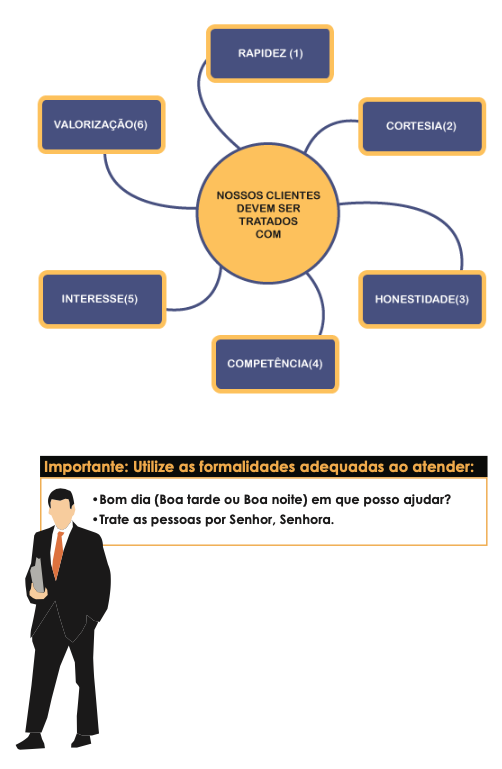 RAPIDEZ (1)
VALORIZAÇÃO(6)
CORTESIA(2)
NOSSOS CLIENTES
DEVEM SER
TRATADOS
COM
INTERESSE(5)
HONESTIDADE(3)
COMPETÊNCIA(4)
Importante: Utilize as formalidades adequadas ao atender:
•Bom dia (Boa tarde ou Boa noite) em que posso ajudar?
•Trate as pessoas por Senhor, Senhora.